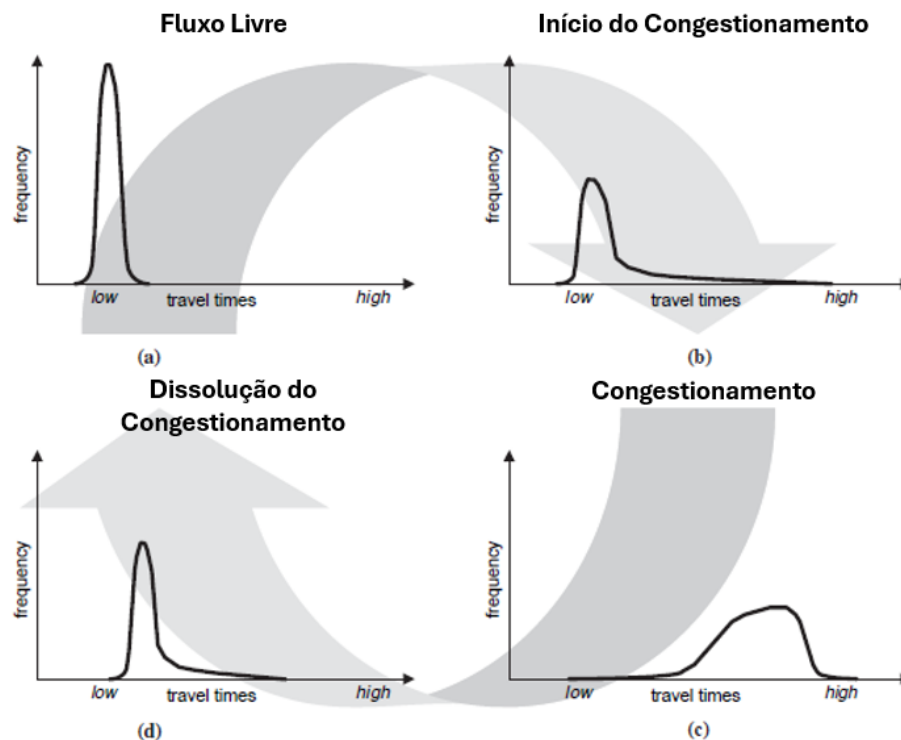 Fluxo Livre
frequency
low
travel times
high
(a)
Início do Congestionamento
frequency
low
travel times
high
(b)
Dissolução do
Congestionamento
frequency
low
travel times
high
(d)
Congestionamento
frequency
low
travel times
high
(c)